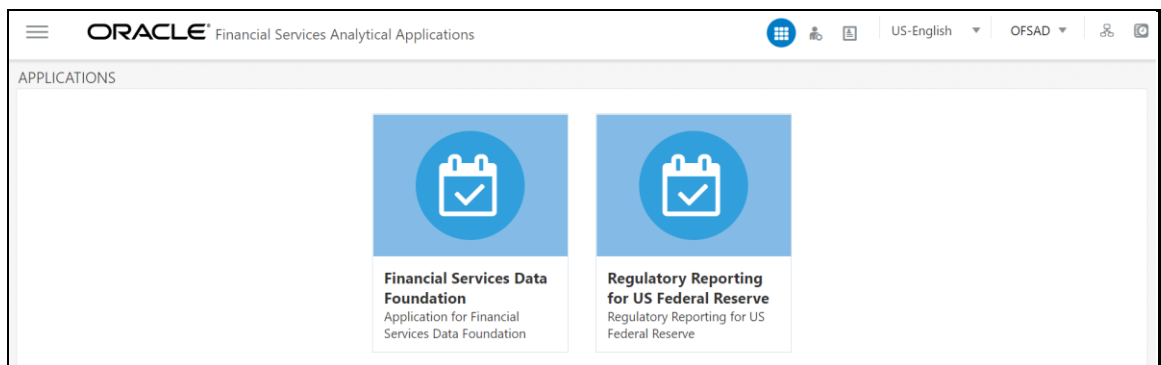 ORACLE® Financial Services Analytical Applications
US-English
OFSAD
APPLICATIONS
Financial Services Data
Foundation
Application for Financial
Services Data Foundation
Regulatory Reporting
for US Federal Reserve
Regulatory Reporting for US
Federal Reserve